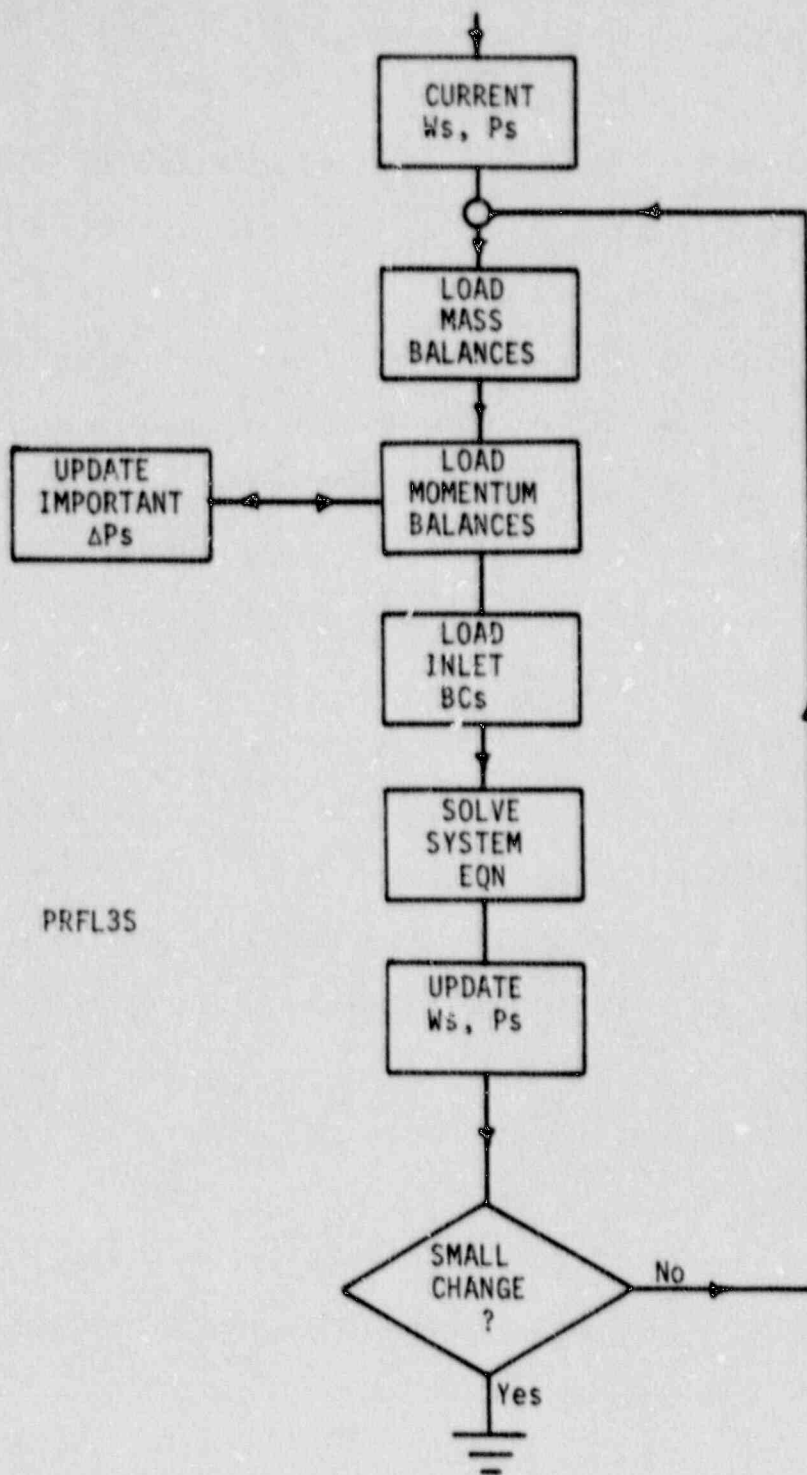 CURRENT
Ws, Ps
LOAD
MASS
BALANCES
UPDATE
IMPORTANT
ΔPs
LOAD
MOMENTUM
BALANCES
LOAD
INLET
BCs
SOLVE
SYSTEM
EQN
PRFL3S
UPDATE
Ws, Ps
SMALL
CHANGE
?
No
Yes